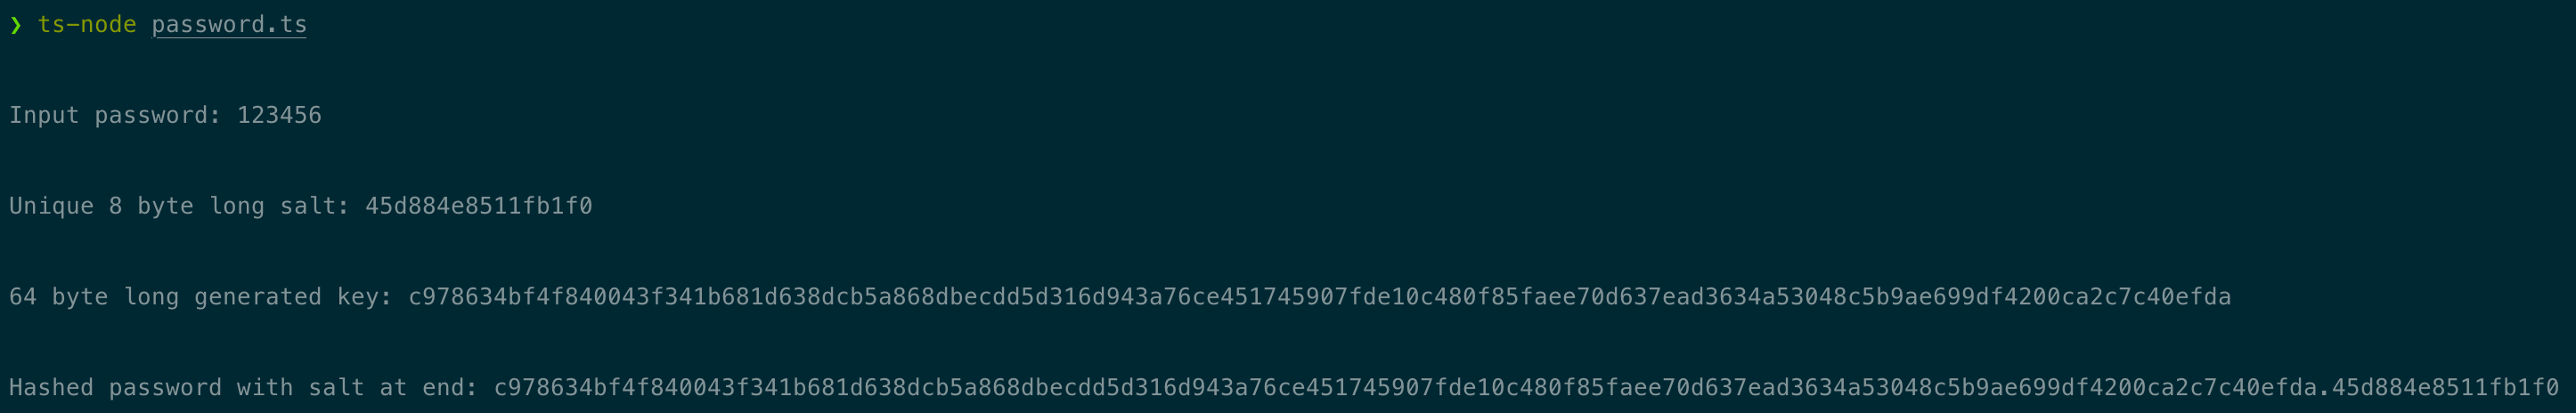 ❯ ts-node password.ts
Input password: 123456
Unique 8 byte long salt: 45d884e8511fb1f0
64 byte long generated key: c978634bf4f840043f341b681d638dcb5a868dbecdd5d316d943a76ce451745907fde10c480f85faee70d637ead3634a53048c5b9ae699df4200ca2c7c40efda
Hashed password with salt at end: c978634bf4f840043f341b681d638dcb5a868dbecdd5d316d943a76ce451745907fde10c480f85faee70d637ead3634a53048c5b9ae699df4200ca2c7c40efda.45d884e8511fb1f0